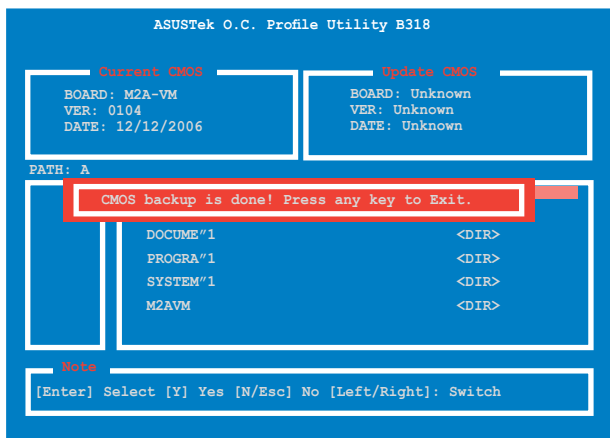 ASUSTek O.C. Profile Utility B318
Current CMOS
BOARD: M2A-VM
VER: 0104
DATE: 12/12/2006
Update CMOS
BOARD: Unknown
VER: Unknown
DATE: Unknown
PATH: A
CMOS backup is done! Press any key to Exit.
DOCUME”1 <DIR>
PROGRA”1 <DIR>
SYSTEM”1 <DIR>
M2AVM <DIR>
Note
[Enter] Select [Y] Yes [N/Esc] No [Left/Right]: Switch